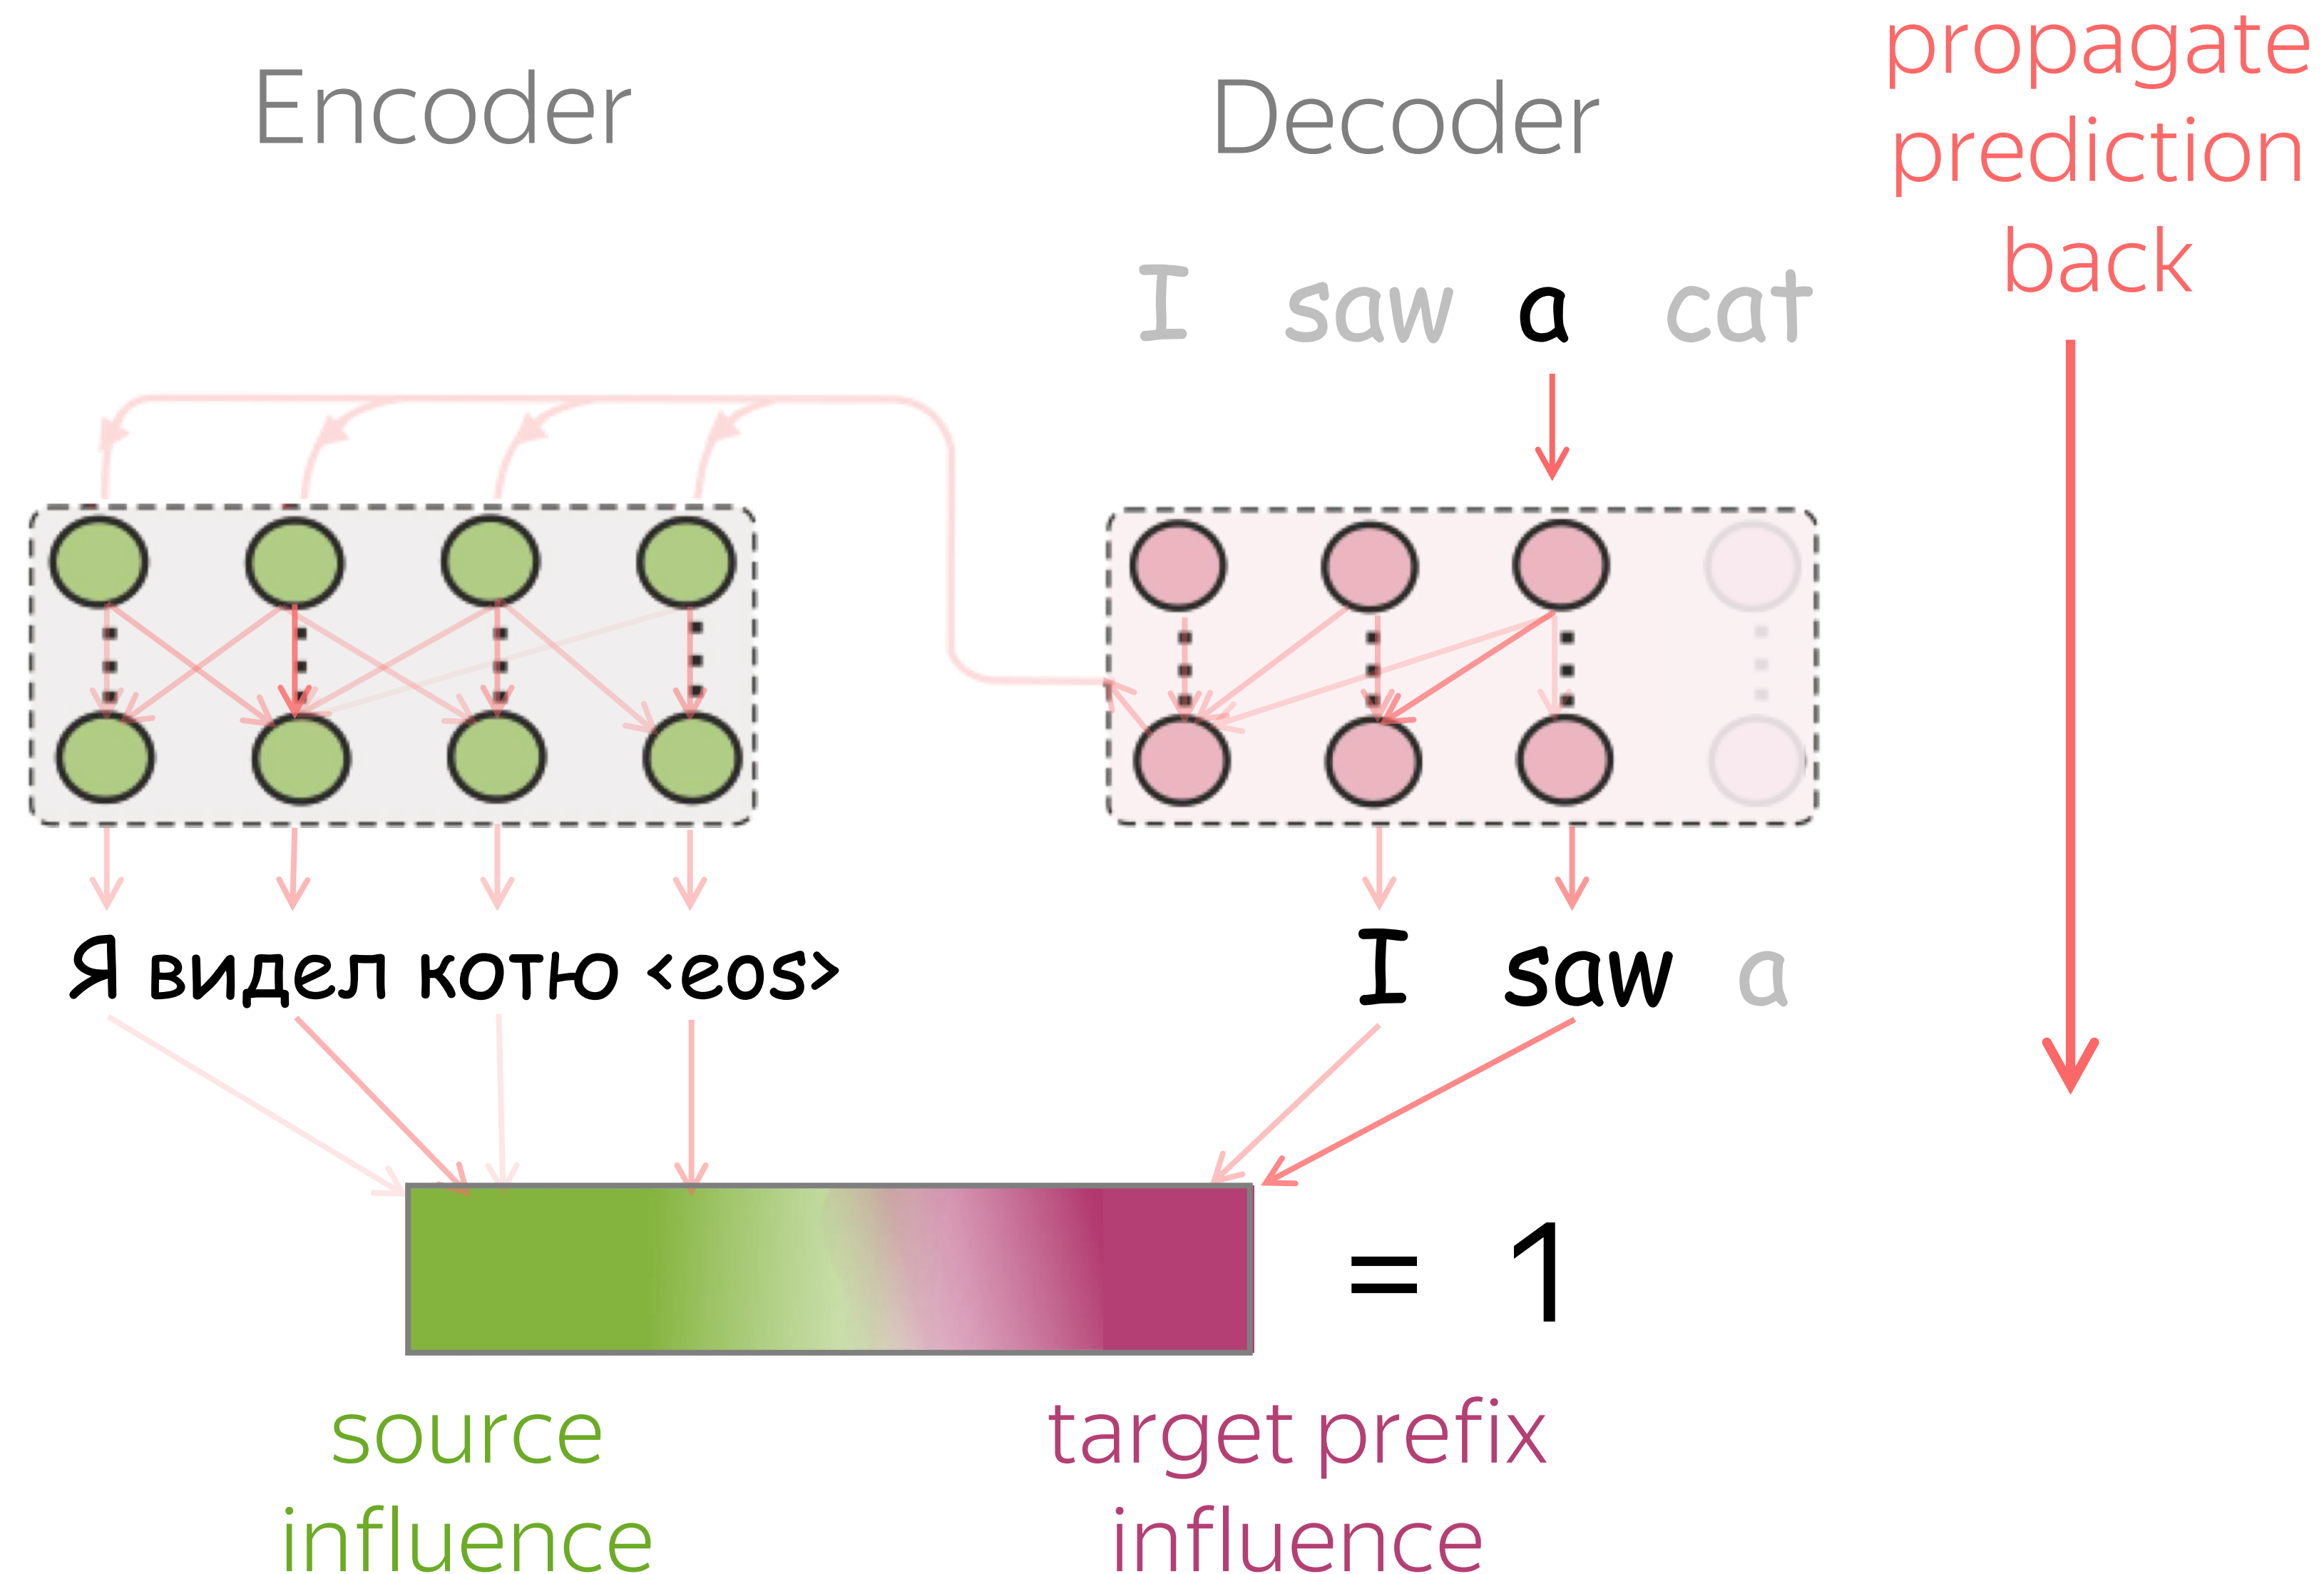 Encoder
Decoder
propagate
prediction
back
I saw a cat
Я видел котю <eos>
I saw a
= 1
source
influence
target prefix
influence